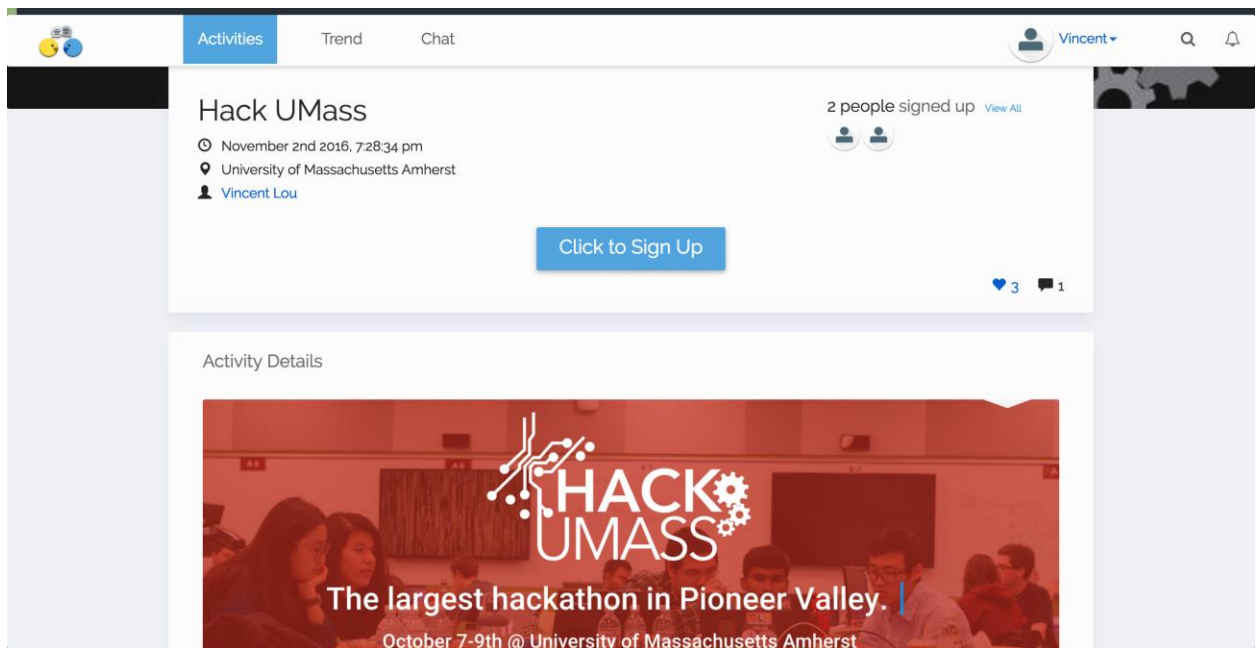 Activities Trend Chat Vincent
Hack UMass
2 people signed up View All
November 2nd 2016, 7:28:34 pm
University of Massachusetts Amherst
Vincent Lou
Click to Sign Up
3 1
Activity Details
HACK
UMASS
The largest hackathon in Pioneer Valley.
October 7-9th @ University of Massachusetts Amherst